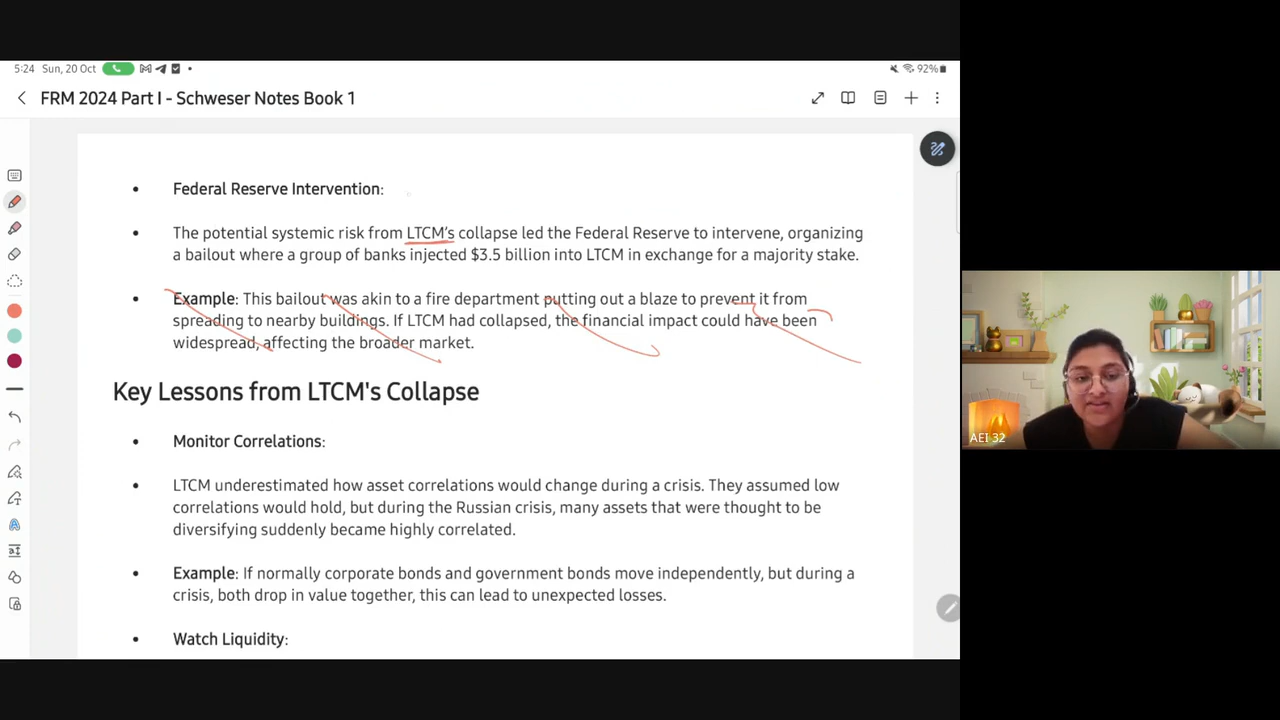 5:24 Sun, 20 Oct
92%
FRM 2024 Part I - Schweser Notes Book 1
• Federal Reserve Intervention:
• The potential systemic risk from LTCM's collapse led the Federal Reserve to intervene, organizing
a bailout where a group of banks injected $3.5 billion into LTCM in exchange for a majority stake.
• Example: This bailout was akin to a fire department putting out a blaze to prevent it from
spreading to nearby buildings. If LTCM had collapsed, the financial impact could have been
widespread, affecting the broader market.
Key Lessons from LTCM's Collapse
• Monitor Correlations:
• LTCM underestimated how asset correlations would change during a crisis. They assumed low
correlations would hold, but during the Russian crisis, many assets that were thought to be
diversifying suddenly became highly correlated.
• Example: If normally corporate bonds and government bonds move independently, but during a
crisis, both drop in value together, this can lead to unexpected losses.
• Watch Liquidity:
AEI 32